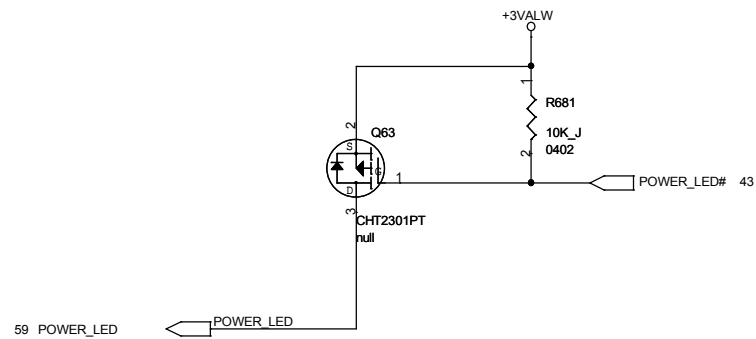 +3VALW
1
R681
10K_J
0402
2
2
Q63
S
G
1
D
3
CHT2301PT
null
POWER_LED# 43
59 POWER_LED
POWER_LED